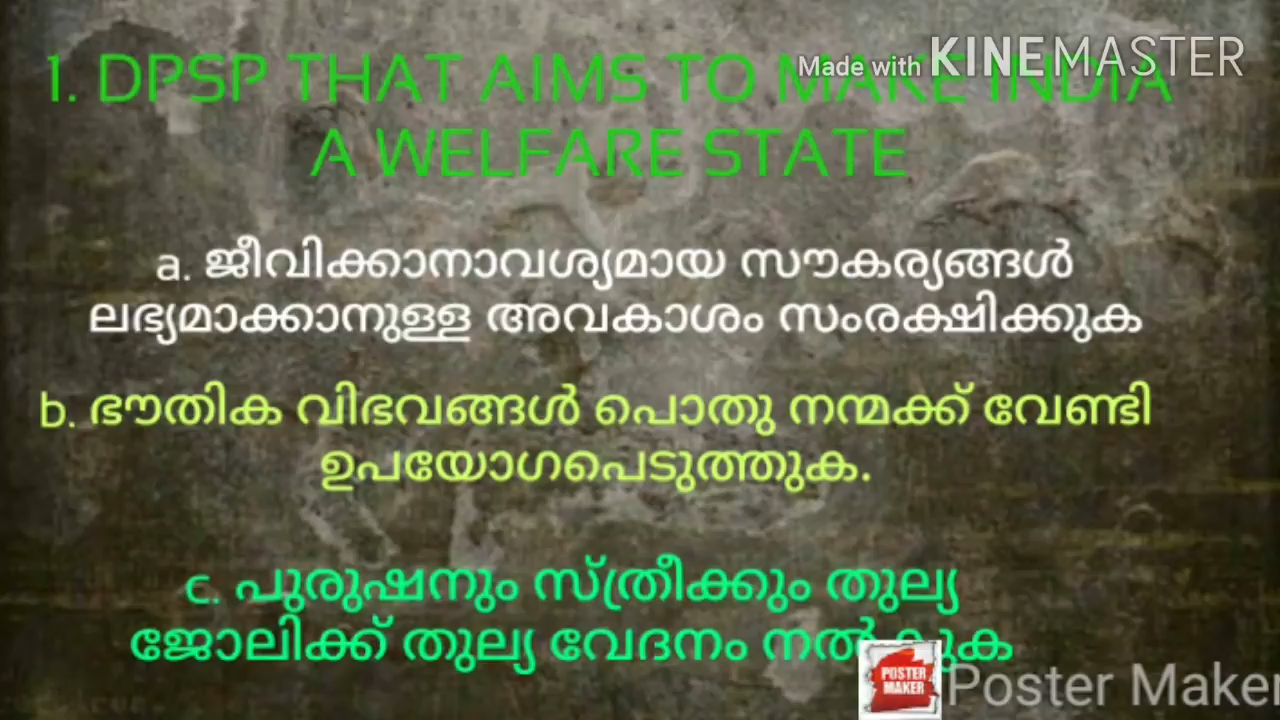 Made with KINEMASTER
1. DPSP THAT AIMS TO MAKE INDIA
A WELFARE STATE
a. ജീവിക്കാനാവശ്യമായ സൗകര്യങ്ങൾ
ലഭ്യമാക്കാനുള്ള അവകാശം സംരക്ഷിക്കുക
b. ഭൗതിക വിഭവങ്ങൾ പൊതു നന്മക്ക് വേണ്ടി
ഉപയോഗപെടുത്തുക.
c. പുരുഷനും സ്ത്രീക്കും തുല്യ
ജോലിക്ക് തുല്യ വേദനം
POSTER
MAKER
Poster Maker